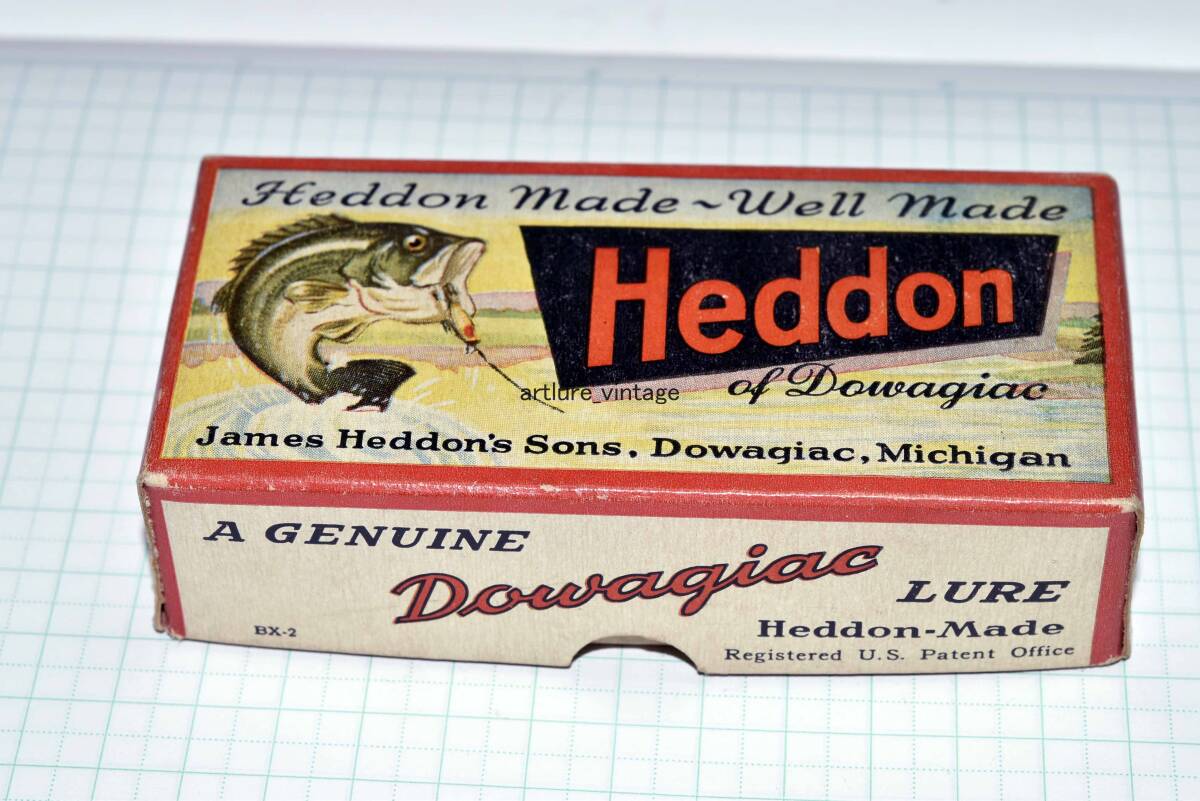 Heddon Made ~ Well Made
Heddon
of Dowagiac
artlure_vintage
James Heddon's Sons, Dowagiac, Michigan
A GENUINE
Dowagiac
LURE
BX-2
Heddon-Made
Registered U.S. Patent Office